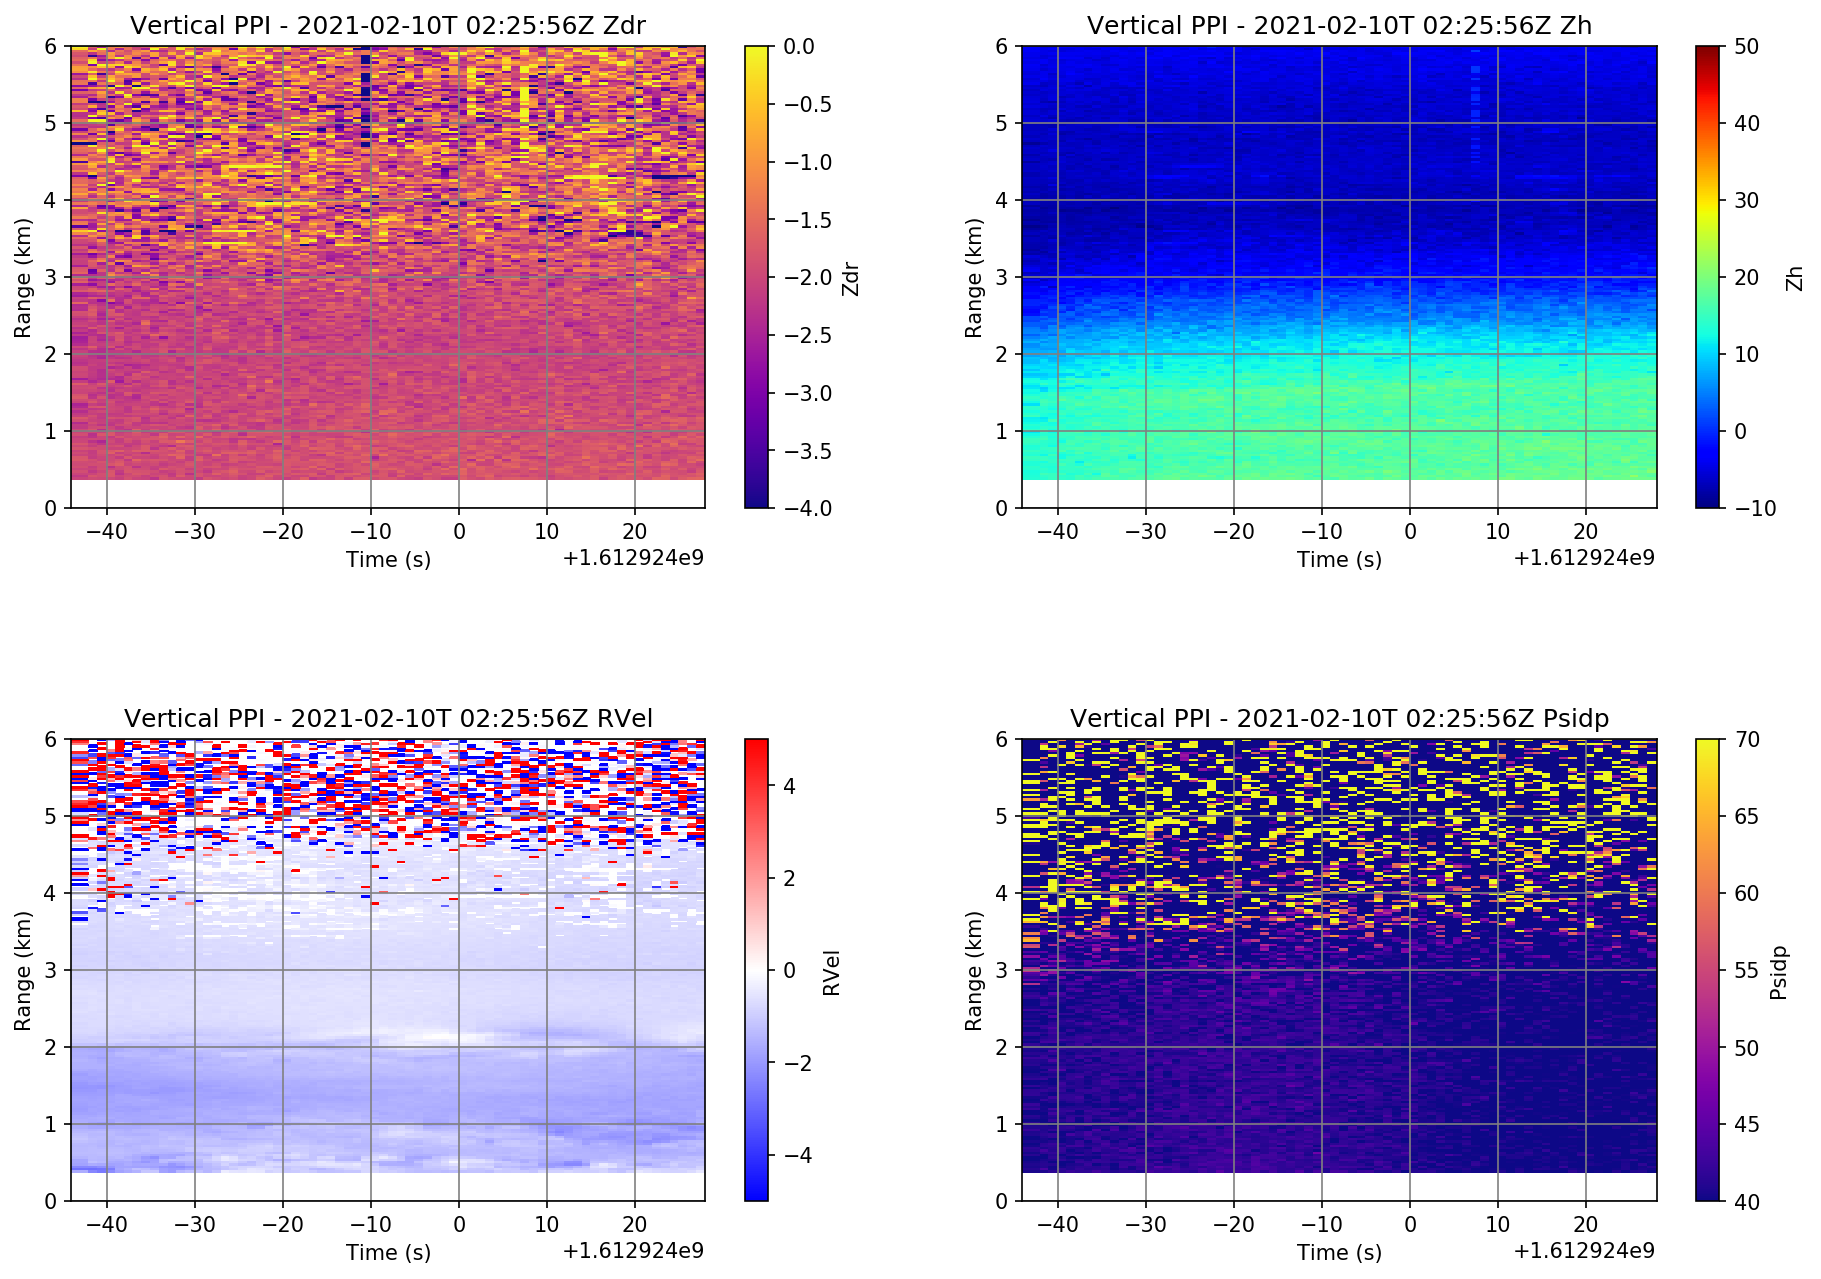 Vertical PPI - 2021-02-10T 02:25:56Z Zdr
6
5
4
3
2
1
0
Range (km)
−40 −30 −20 −10 0 10 20
Time (s)
+1.612924e9
0.0
−0.5
−1.0
−1.5
−2.0
−2.5
−3.0
−3.5
−4.0
Zdr
Vertical PPI - 2021-02-10T 02:25:56Z Zh
6
5
4
3
2
1
0
Range (km)
−40 −30 −20 −10 0 10 20
Time (s)
+1.612924e9
50
40
30
20
10
0
−10
Zh
Vertical PPI - 2021-02-10T 02:25:56Z RVel
6
5
4
3
2
1
0
Range (km)
−40 −30 −20 −10 0 10 20
Time (s)
+1.612924e9
4
2
0
−2
−4
RVel
Vertical PPI - 2021-02-10T 02:25:56Z Psidp
6
5
4
3
2
1
0
Range (km)
−40 −30 −20 −10 0 10 20
Time (s)
+1.612924e9
70
65
60
55
50
45
40
Psidp